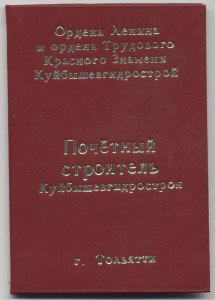 Ордена Ленина
и ордена Трудового
Красного Знамени
Куйбышевгидрострой
Почётный
строитель
Куйбышевгидростроя
г. Тольятти